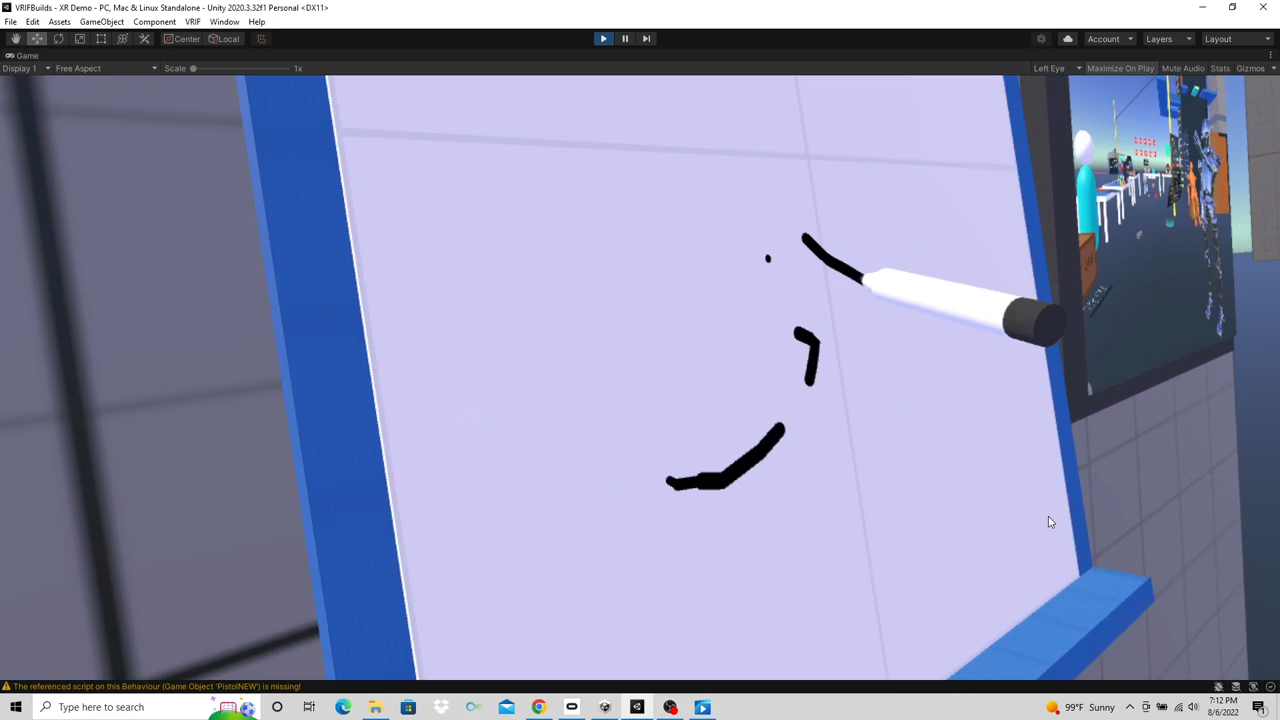 VRIFBuilds - XR Demo - PC, Mac & Linux Standalone - Unity 2020.3.32f1 Personal <DX11>
File Edit Assets GameObject Component VRIF Window Help
Center Local Account Layers Layout
Game
Display 1 Free Aspect Scale 1x Left Eye Maximize On Play Mute Audio Stats Gizmos
The referenced script on this Behaviour (Game Object 'PistolNEW') is missing!
Type here to search
99°F Sunny
7:12 PM
8/6/2022